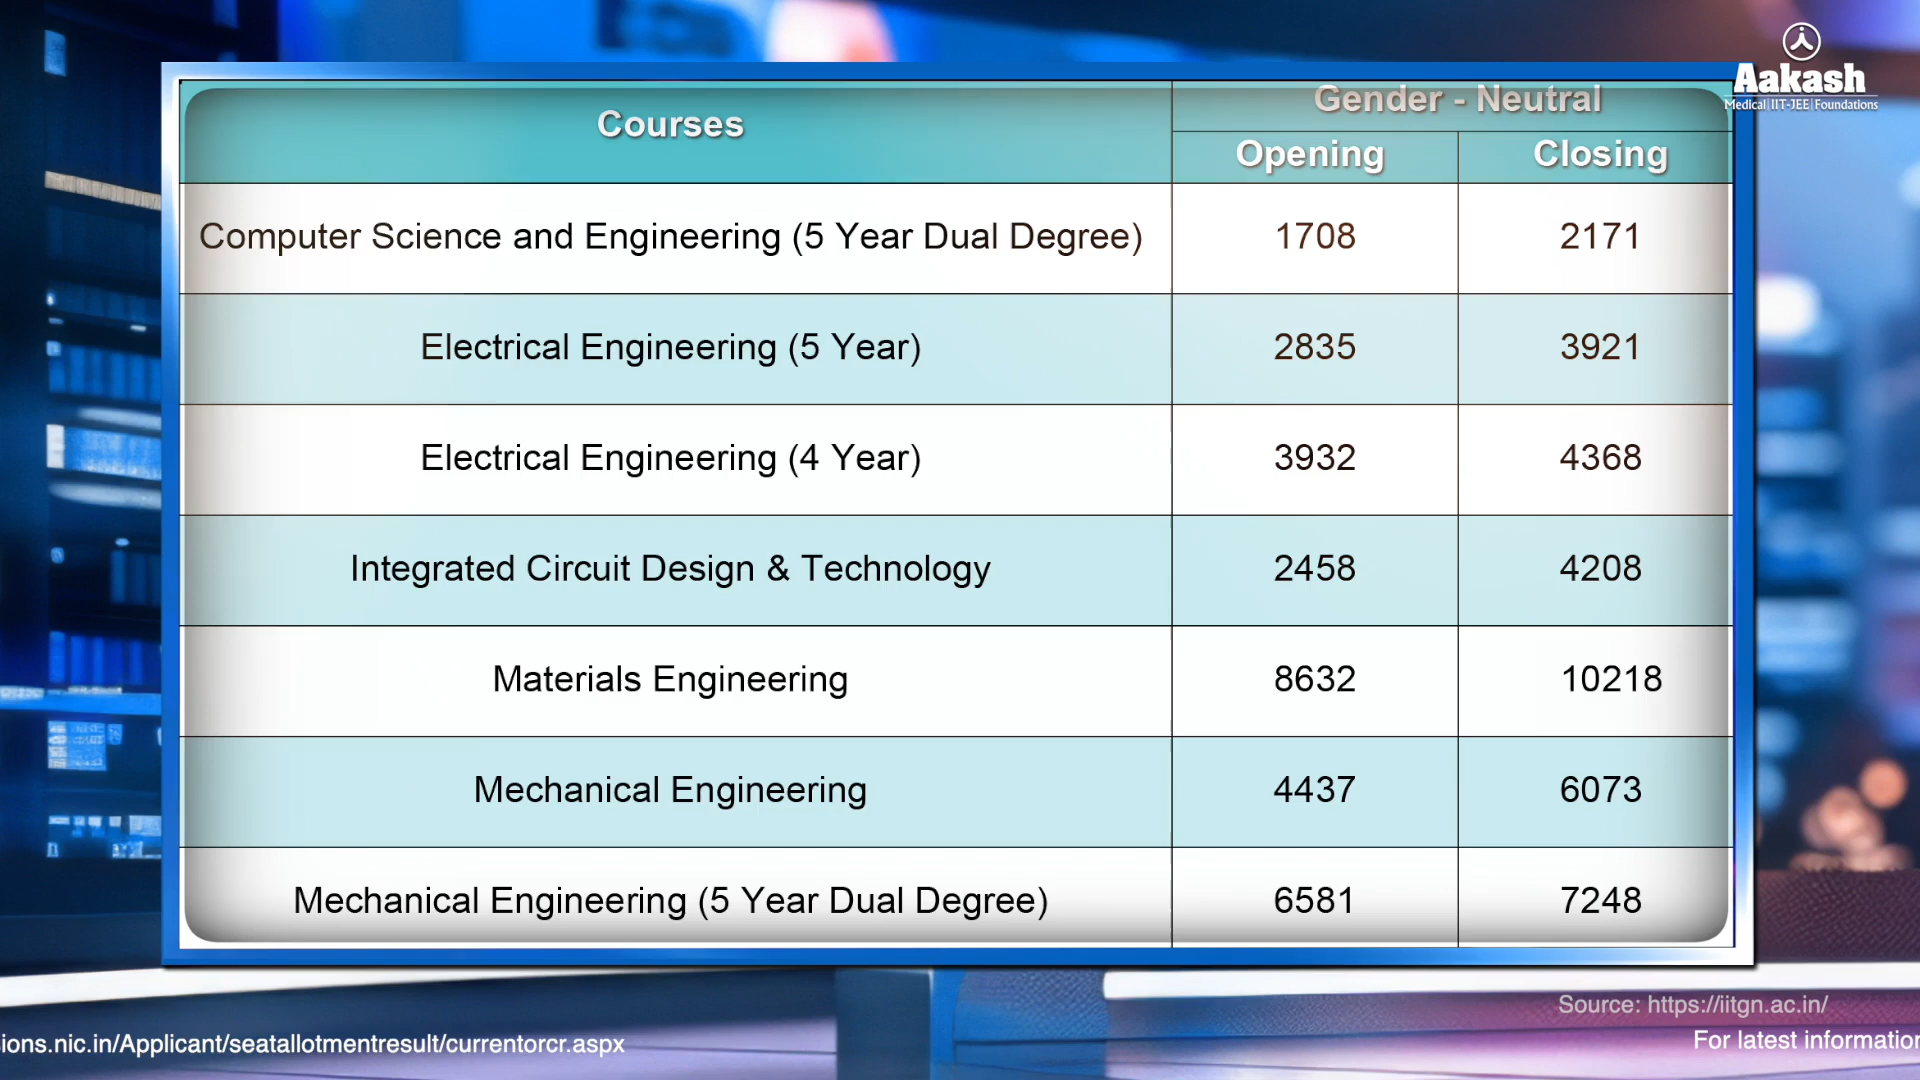 Aakash
Medical|IIT-JEE|Foundations
Courses
Gender - Neutral
Opening
Closing
Computer Science and Engineering (5 Year Dual Degree)
1708
2171
Electrical Engineering (5 Year)
2835
3921
Electrical Engineering (4 Year)
3932
4368
Integrated Circuit Design & Technology
2458
4208
Materials Engineering
8632
10218
Mechanical Engineering
4437
6073
Mechanical Engineering (5 Year Dual Degree)
6581
7248
Source: https://iitgn.ac.in/
ions.nic.in/Applicant/seatallotmentresult/currentorcr.aspx
For latest information